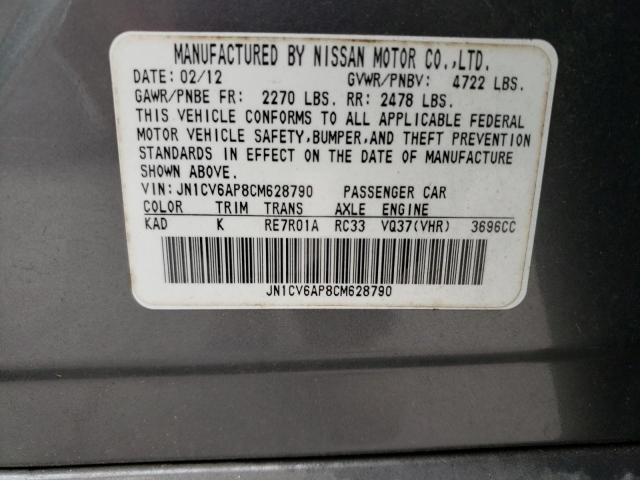 MANUFACTURED BY NISSAN MOTOR CO.,LTD.
DATE: 02/12 GVWR/PNBV: 4722 LBS.
GAWR/PNBE FR: 2270 LBS. RR: 2478 LBS.
THIS VEHICLE CONFORMS TO ALL APPLICABLE FEDERAL
MOTOR VEHICLE SAFETY,BUMPER,AND THEFT PREVENTION
STANDARDS IN EFFECT ON THE DATE OF MANUFACTURE
SHOWN ABOVE.
VIN:JN1CV6AP8CM628790 PASSENGER CAR
COLOR TRIM TRANS AXLE ENGINE
KAD K RE7R01A RC33 VQ37(VHR) 3696CC
JN1CV6AP8CM628790